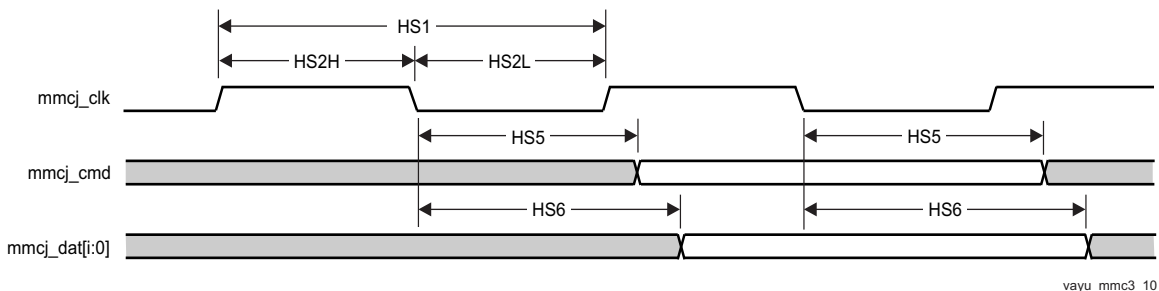 HS1
HS2H HS2L
mmcj_clk
HS5 HS5
mmcj_cmd
HS6 HS6
mmcj_dat[i:0]
vayu_mmc3_10